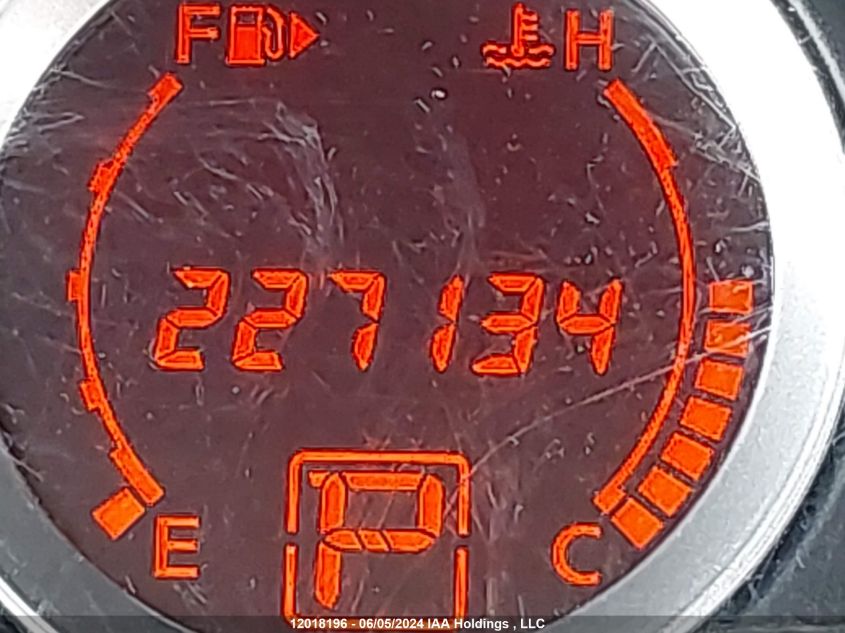 F H
227134
E P C
12018196 - 06/05/2024 IAA Holdings , LLC